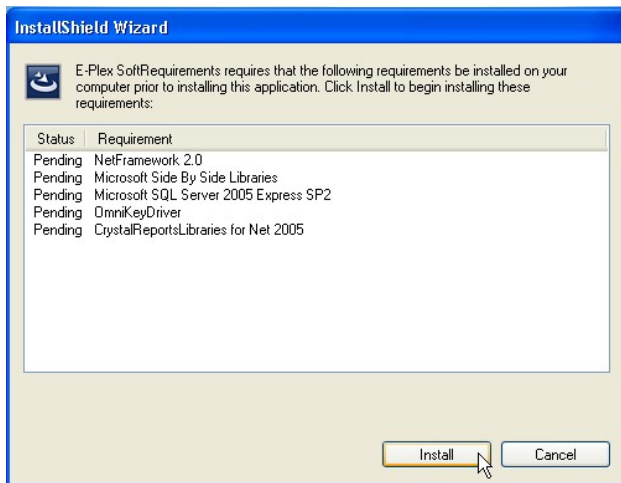 InstallShield Wizard
E-Plex SoftRequirements requires that the following requirements be installed on your
computer prior to installing this application. Click Install to begin installing these
requirements:
Status Requirement
Pending NetFramework 2.0
Pending Microsoft Side By Side Libraries
Pending Microsoft SQL Server 2005 Express SP2
Pending OmniKeyDriver
Pending CrystalReportsLibraries for Net 2005
Install Cancel